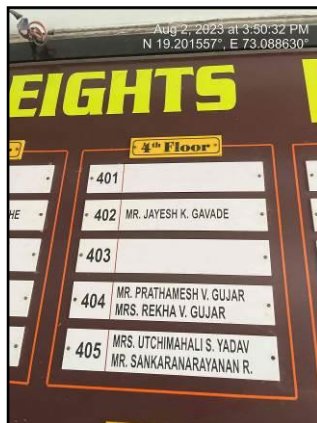 Aug 2, 2023 at 3:50:32 PM
N 19.201557°, E 73.088630°
EIGHTS
4th Floor
401
HE
402 MR. JAYESH K. GAVADE
403
404 MR. PRATHAMESH V. GUJAR
MRS. REKHA V. GUJAR
405 MRS. UTCHIMAHALI S. YADAV
MR. SANKARANARAYANAN R.